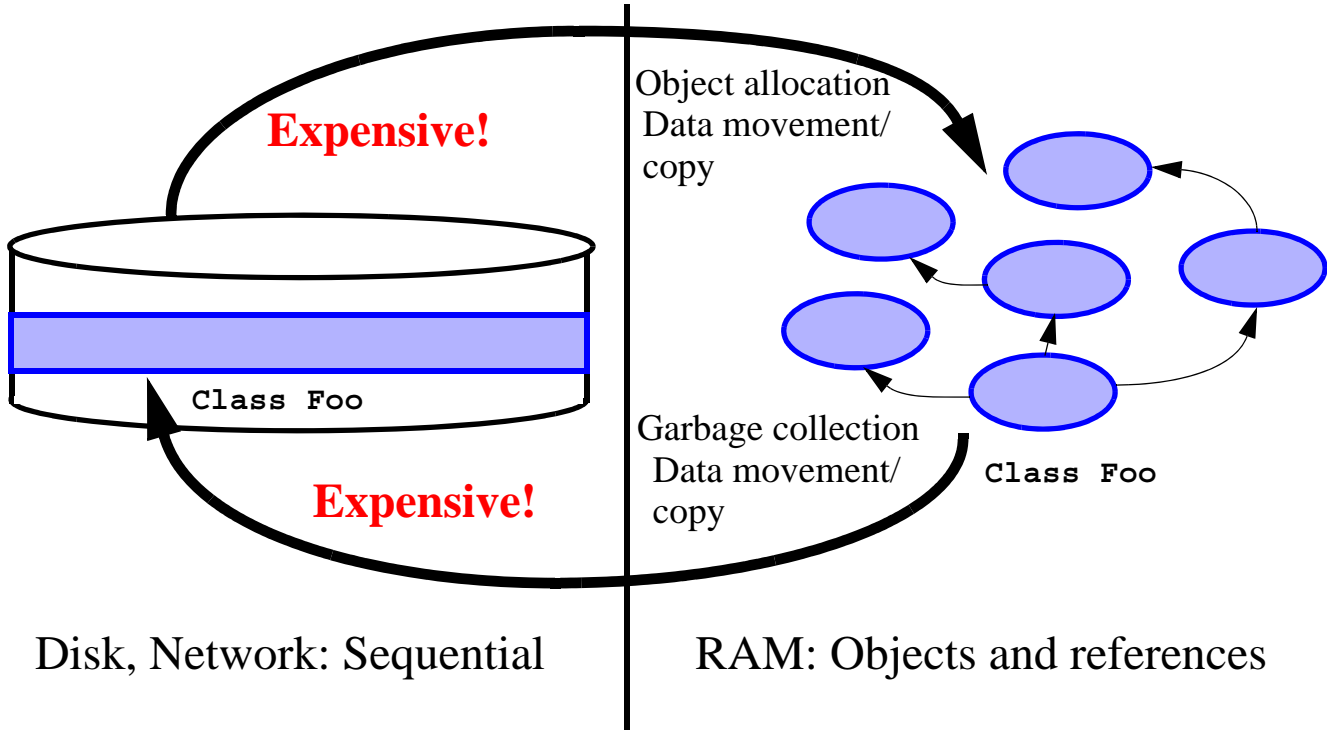 Expensive!
Object allocation
Data movement/
copy
Class Foo
Expensive!
Garbage collection
Data movement/
copy
Class Foo
Disk, Network: Sequential
RAM: Objects and references